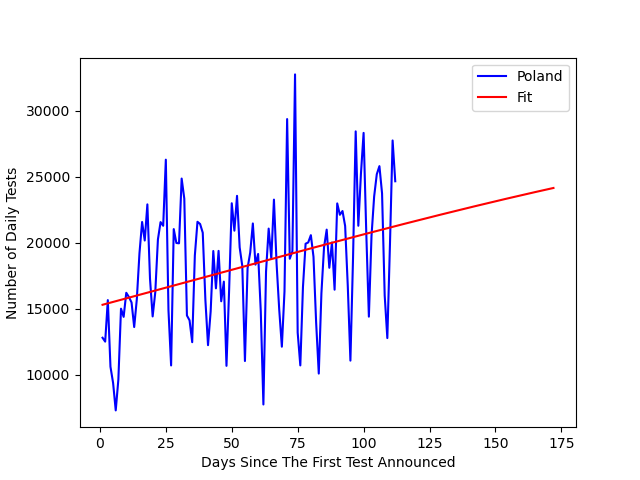 Poland
Fit
30000
25000
20000
15000
10000
Number of Daily Tests
0 25 50 75 100 125 150 175
Days Since The First Test Announced